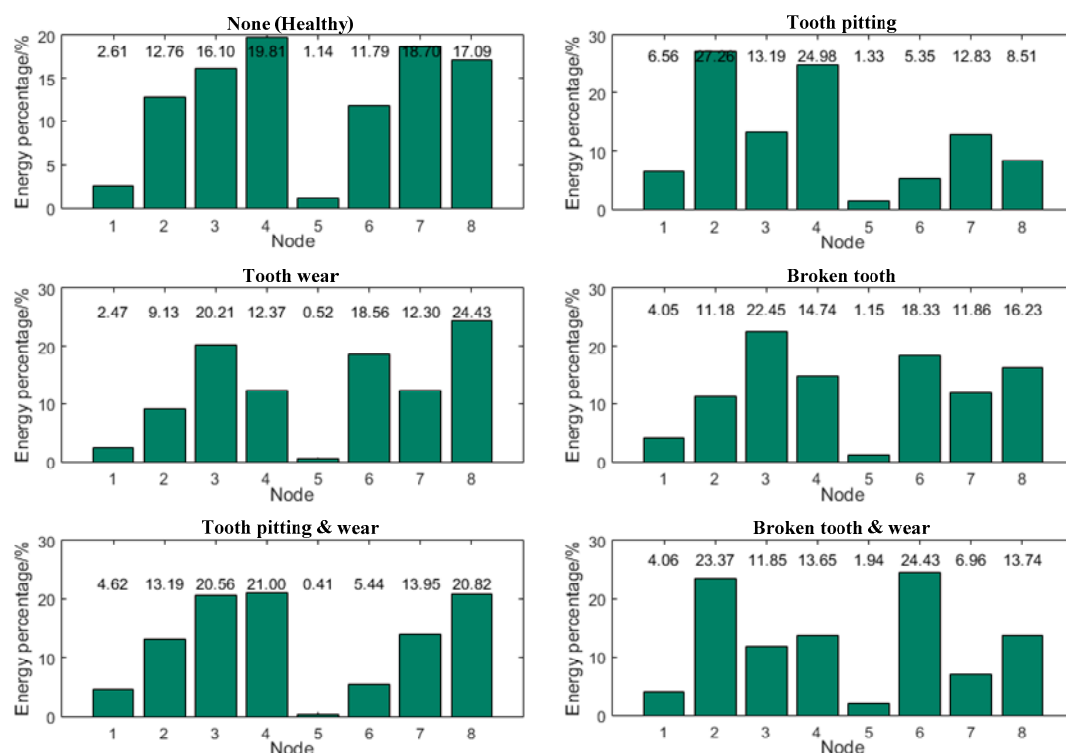 None (Healthy)
Energy percentage/%
20
15
10
5
0
2.61 12.76 16.10 19.81 1.14 11.79 18.70 17.09
1 2 3 4 5 6 7 8
Node
Tooth pitting
Energy percentage/%
30
20
10
0
6.56 27.26 13.19 24.98 1.33 5.35 12.83 8.51
1 2 3 4 5 6 7 8
Node
Tooth wear
Energy percentage/%
30
20
10
0
2.47 9.13 20.21 12.37 0.52 18.56 12.30 24.43
1 2 3 4 5 6 7 8
Node
Broken tooth
Energy percentage/%
30
20
10
0
4.05 11.18 22.45 14.74 1.15 18.33 11.86 16.23
1 2 3 4 5 6 7 8
Node
Tooth pitting & wear
Energy percentage/%
30
20
10
0
4.62 13.19 20.56 21.00 0.41 5.44 13.95 20.82
1 2 3 4 5 6 7 8
Node
Broken tooth & wear
Energy percentage/%
30
20
10
0
4.06 23.37 11.85 13.65 1.94 24.43 6.96 13.74
1 2 3 4 5 6 7 8
Node